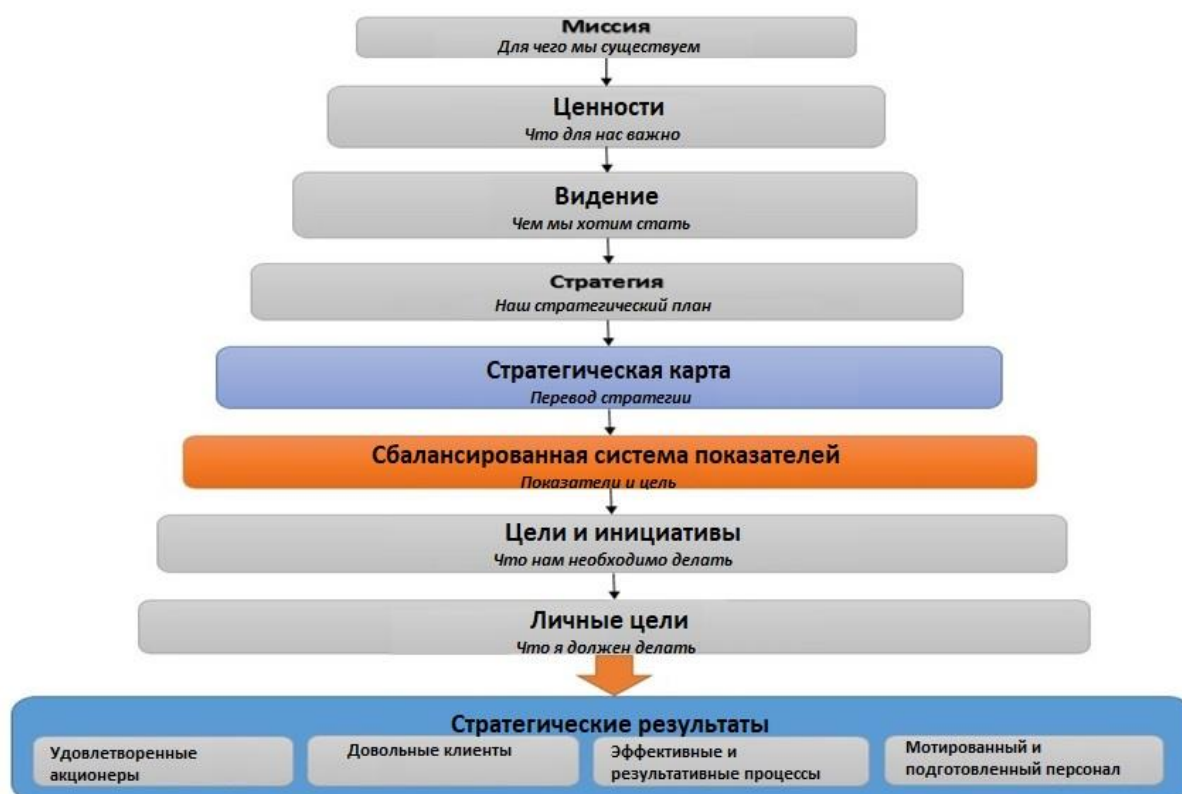 Миссия
Для чего мы существуем
Ценности
Что для нас важно
Видение
Чем мы хотим стать
Стратегия
Наш стратегический план
Стратегическая карта
Перевод стратегии
Сбалансированная система показателей
Показатели и цель
Цели и инициативы
Что нам необходимо делать
Личные цели
Что я должен делать
Стратегические результаты
Удовлетворенные
акционеры
Довольные клиенты
Эффективные и
результативные процессы
Мотированный и
подготовленный персонал